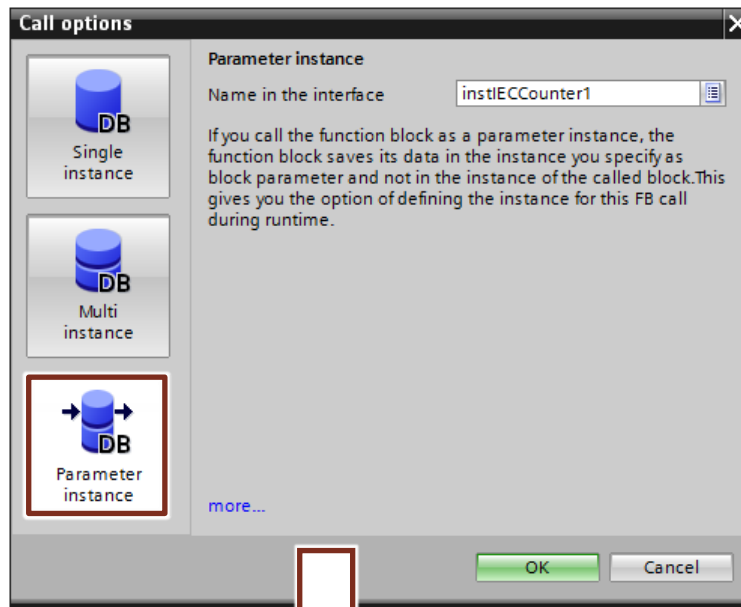 Call options
DB
Single
instance
DB
Multi
instance
DB
Parameter
instance
Parameter instance
Name in the interface instIECCounter1
If you call the function block as a parameter instance, the
function block saves its data in the instance you specify as
block parameter and not in the instance of the called block.This
gives you the option of defining the instance for this FB call
during runtime.
more...
OK Cancel